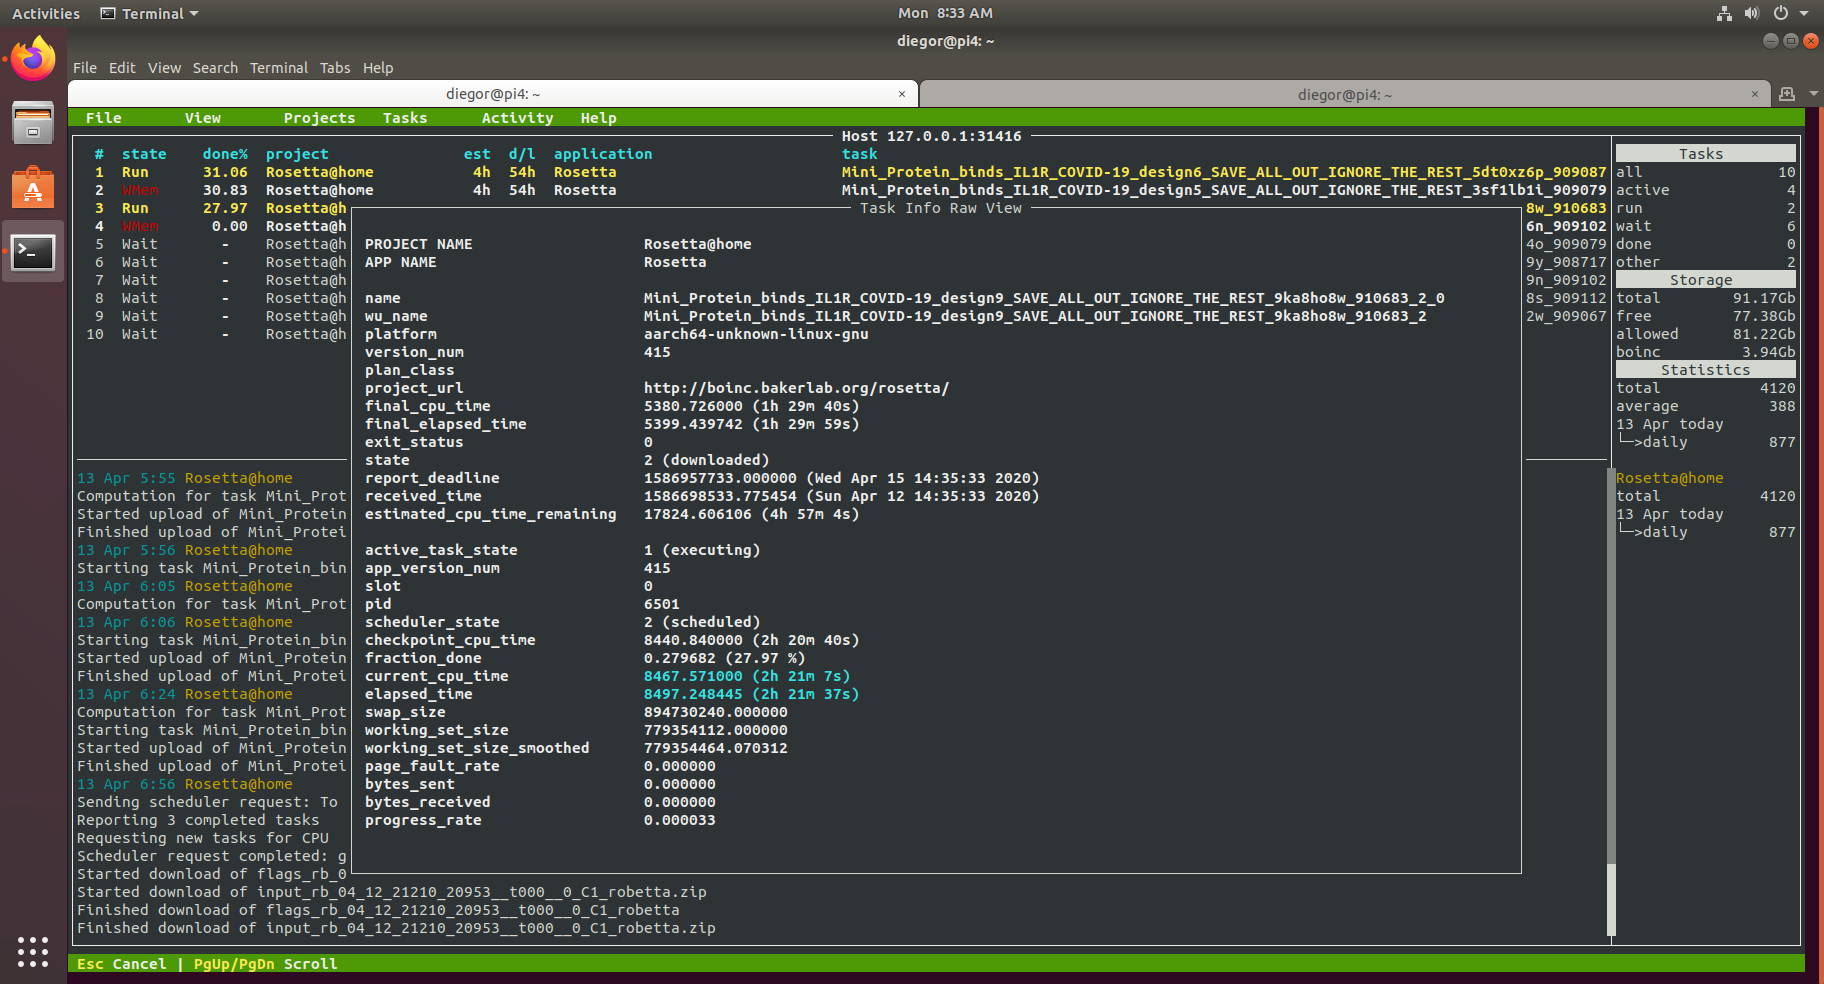 Activities Terminal Mon 8:33 AM
diegor@pi4: ~
File Edit View Search Terminal Tabs Help
diegor@pi4: ~ × diegor@pi4: ~ ×
File View Projects Tasks Activity Help
Host 127.0.0.1:31416
# state done% project est d/l application task
1 Run 31.06 Rosetta@home 4h 54h Rosetta Mini_Protein_binds_IL1R_COVID-19_design6_SAVE_ALL_OUT_IGNORE_THE_REST_5dt0xz6p_909087
2 WMem 30.83 Rosetta@home 4h 54h Rosetta Mini_Protein_binds_IL1R_COVID-19_design5_SAVE_ALL_OUT_IGNORE_THE_REST_3sf1lb1i_909079
3 Run 27.97 Rosetta@h 8w_910683
4 WMem 0.00 Rosetta@h 6n_909102
5 Wait - Rosetta@h 4o_909079
6 Wait - Rosetta@h 9y_908717
7 Wait - Rosetta@h 9n_909102
8 Wait - Rosetta@h 8s_909112
9 Wait - Rosetta@h 2w_909067
10 Wait - Rosetta@h
Task Info Raw View
PROJECT NAME Rosetta@home
APP NAME Rosetta
name Mini_Protein_binds_IL1R_COVID-19_design9_SAVE_ALL_OUT_IGNORE_THE_REST_9ka8ho8w_910683_2_0
wu_name Mini_Protein_binds_IL1R_COVID-19_design9_SAVE_ALL_OUT_IGNORE_THE_REST_9ka8ho8w_910683_2
platform aarch64-unknown-linux-gnu
version_num 415
plan_class
project_url http://boinc.bakerlab.org/rosetta/
final_cpu_time 5380.726000 (1h 29m 40s)
final_elapsed_time 5399.439742 (1h 29m 59s)
exit_status 0
state 2 (downloaded)
report_deadline 1586957733.000000 (Wed Apr 15 14:35:33 2020)
received_time 1586698533.775454 (Sun Apr 12 14:35:33 2020)
estimated_cpu_time_remaining 17824.606106 (4h 57m 4s)
active_task_state 1 (executing)
app_version_num 415
slot 0
pid 6501
scheduler_state 2 (scheduled)
checkpoint_cpu_time 8440.840000 (2h 20m 40s)
fraction_done 0.279682 (27.97 %)
current_cpu_time 8467.571000 (2h 21m 7s)
elapsed_time 8497.248445 (2h 21m 37s)
swap_size 894730240.000000
working_set_size 779354112.000000
working_set_size_smoothed 779354464.070312
page_fault_rate 0.000000
bytes_sent 0.000000
bytes_received 0.000000
progress_rate 0.000033
13 Apr 5:55 Rosetta@home
Computation for task Mini_Prot
Started upload of Mini_Protein
Finished upload of Mini_Protei
13 Apr 5:56 Rosetta@home
Starting task Mini_Protein_bin
13 Apr 6:05 Rosetta@home
Computation for task Mini_Prot
13 Apr 6:06 Rosetta@home
Starting task Mini_Protein_bin
Started upload of Mini_Protein
Finished upload of Mini_Protei
13 Apr 6:24 Rosetta@home
Computation for task Mini_Prot
Starting task Mini_Protein_bin
Started upload of Mini_Protein
Finished upload of Mini_Protei
13 Apr 6:56 Rosetta@home
Sending scheduler request: To
Reporting 3 completed tasks
Requesting new tasks for CPU
Scheduler request completed: g
Started download of flags_rb_0
Started download of input_rb_04_12_21210_20953__t000__0_C1_robetta.zip
Finished download of flags_rb_04_12_21210_20953__t000__0_C1_robetta
Finished download of input_rb_04_12_21210_20953__t000__0_C1_robetta.zip
Tasks
all 10
active 4
run 2
wait 6
done 0
other 2
Storage
total 91.17Gb
free 77.38Gb
allowed 81.22Gb
boinc 3.94Gb
Statistics
total 4120
average 388
13 Apr today
└─>daily 877
Rosetta@home
total 4120
13 Apr today
└─>daily 877
Esc Cancel | PgUp/PgDn Scroll